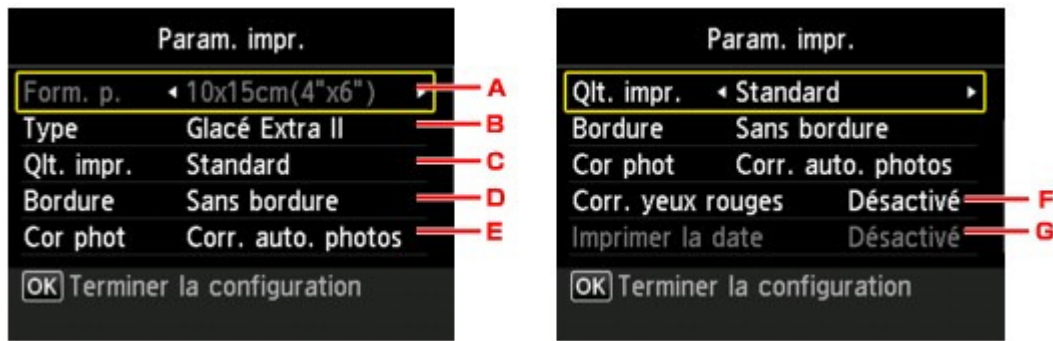 Param. impr.
Form. p. 10x15cm(4"x6") A
Type Glacé Extra II B
Qlt. impr. Standard C
Bordure Sans bordure D
Cor phot Corr. auto. photos E
OK Terminer la configuration
Param. impr.
Qlt. impr. Standard
Bordure Sans bordure
Cor phot Corr. auto. photos
Corr. yeux rouges Désactivé F
Imprimer la date Désactivé G
OK Terminer la configuration